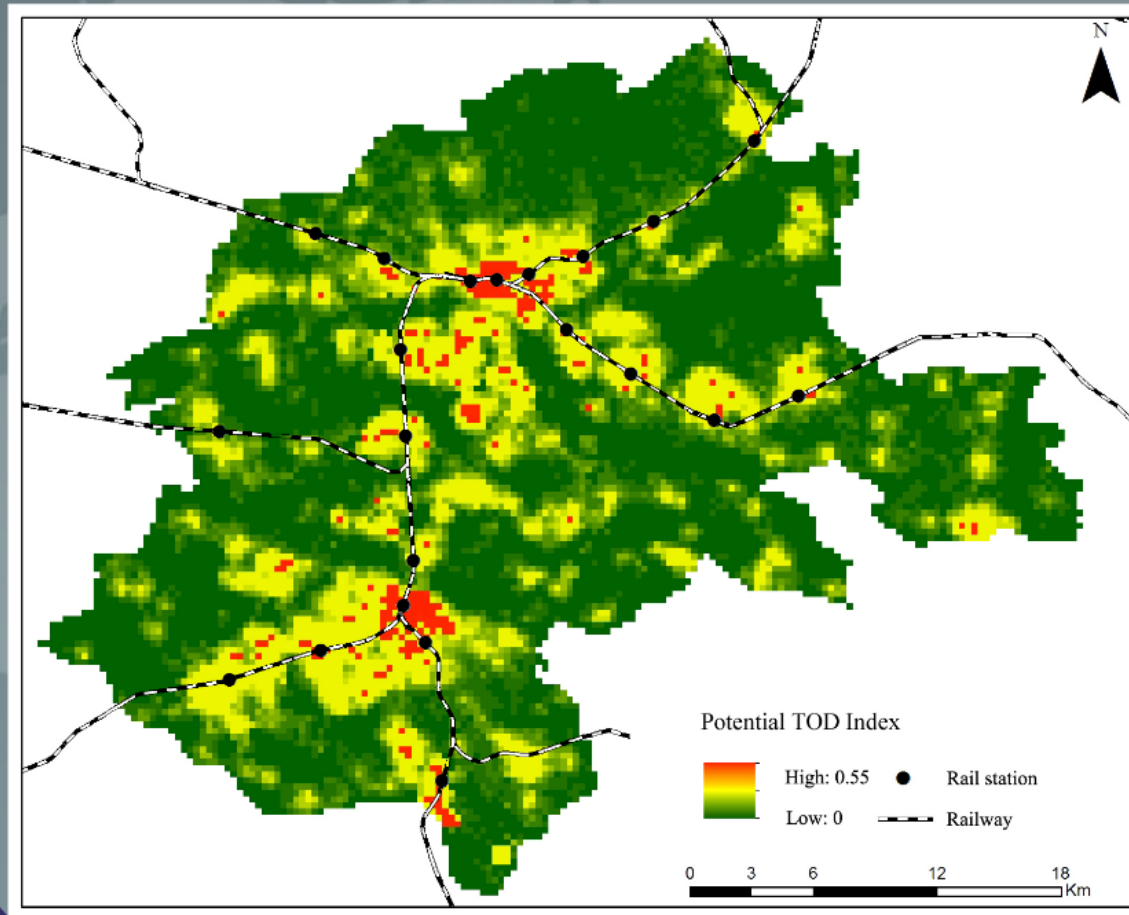 N
Potential TOD Index
High: 0.55
Rail station
Low: 0
Railway
0 3 6 12 18
Km